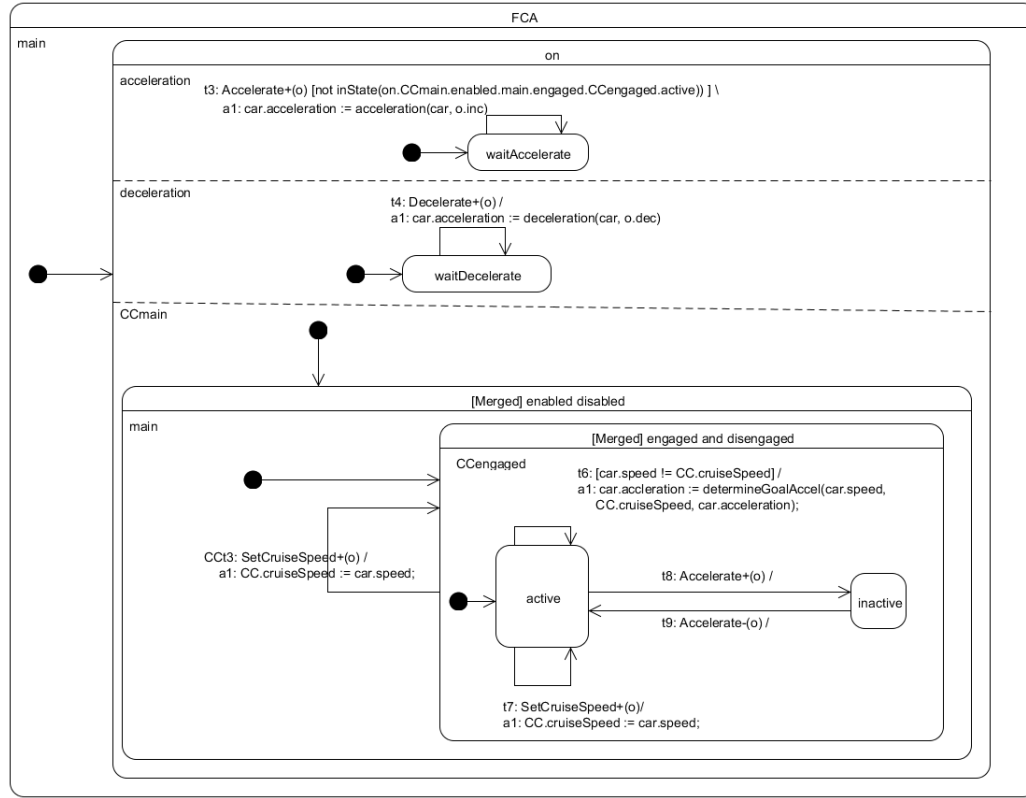 FCA
main
on
acceleration
t3: Accelerate+(o) [not inState(on.CCmain.enabled.main.engaged.CCengaged.active)) ] \
a1: car.acceleration := acceleration(car, o.inc)
waitAccelerate
deceleration
t4: Decelerate+(o) /
a1: car.acceleration := deceleration(car, o.dec)
waitDecelerate
CCmain
[Merged] enabled disabled
main
[Merged] engaged and disengaged
CCengaged
t6: [car.speed != CC.cruiseSpeed] /
a1: car.accleration := determineGoalAccel(car.speed,
CC.cruiseSpeed, car.acceleration);
CCt3: SetCruiseSpeed+(o) /
a1: CC.cruiseSpeed := car.speed;
active
t8: Accelerate+(o) /
inactive
t9: Accelerate-(o) /
t7: SetCruiseSpeed+(o)/
a1: CC.cruiseSpeed := car.speed;